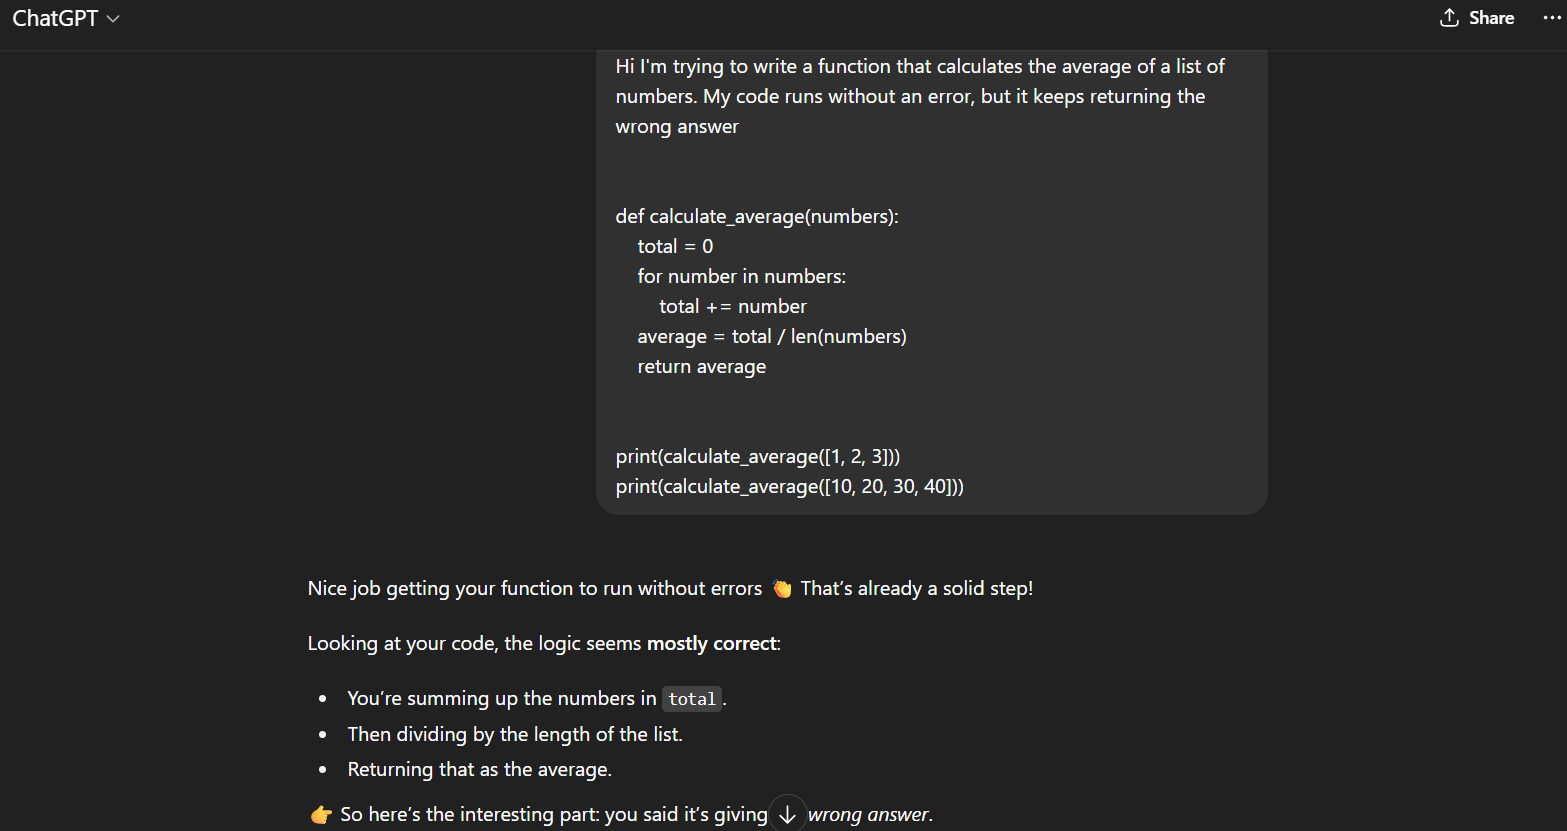 ChatGPT
Share
Hi I'm trying to write a function that calculates the average of a list of
numbers. My code runs without an error, but it keeps returning the
wrong answer
def calculate_average(numbers):
total = 0
for number in numbers:
total += number
average = total / len(numbers)
return average
print(calculate_average([1, 2, 3]))
print(calculate_average([10, 20, 30, 40]))
Nice job getting your function to run without errors 👏 That’s already a solid step!
Looking at your code, the logic seems mostly correct:
• You’re summing up the numbers in total.
• Then dividing by the length of the list.
• Returning that as the average.
👉 So here’s the interesting part: you said it’s giving wrong answer.